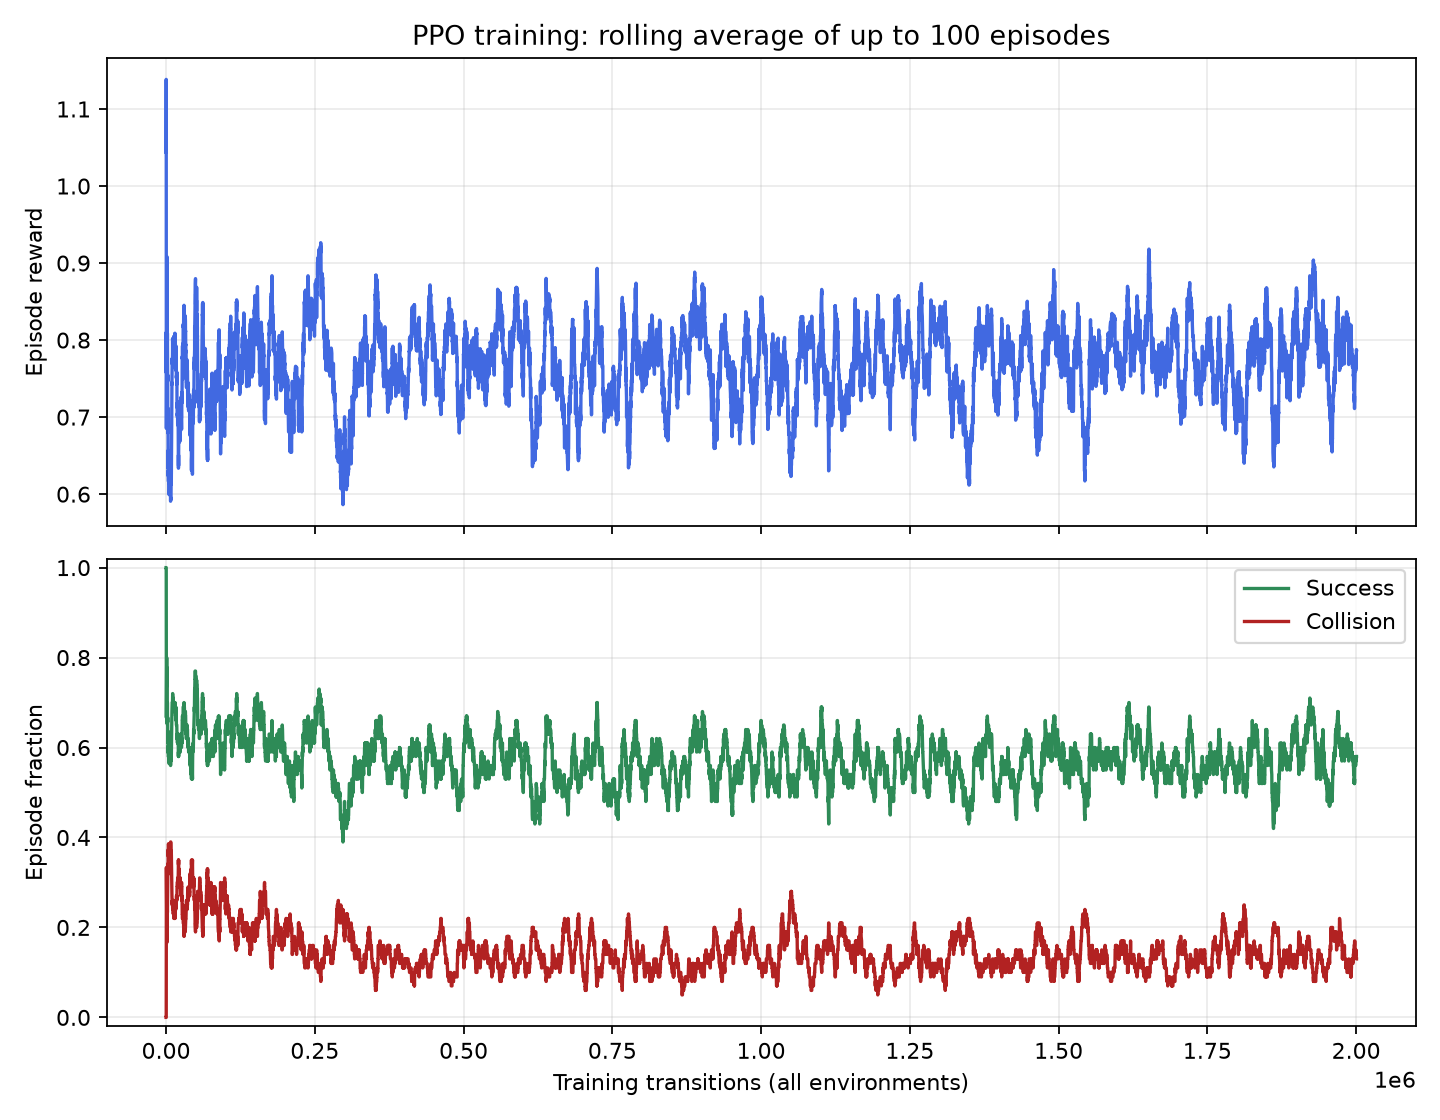 PPO training: rolling average of up to 100 episodes
1.1
1.0
0.9
0.8
0.7
0.6
Episode reward
1.0
0.8
0.6
0.4
0.2
0.0
Episode fraction
Success
Collision
0.00 0.25 0.50 0.75 1.00 1.25 1.50 1.75 2.00
1e6
Training transitions (all environments)